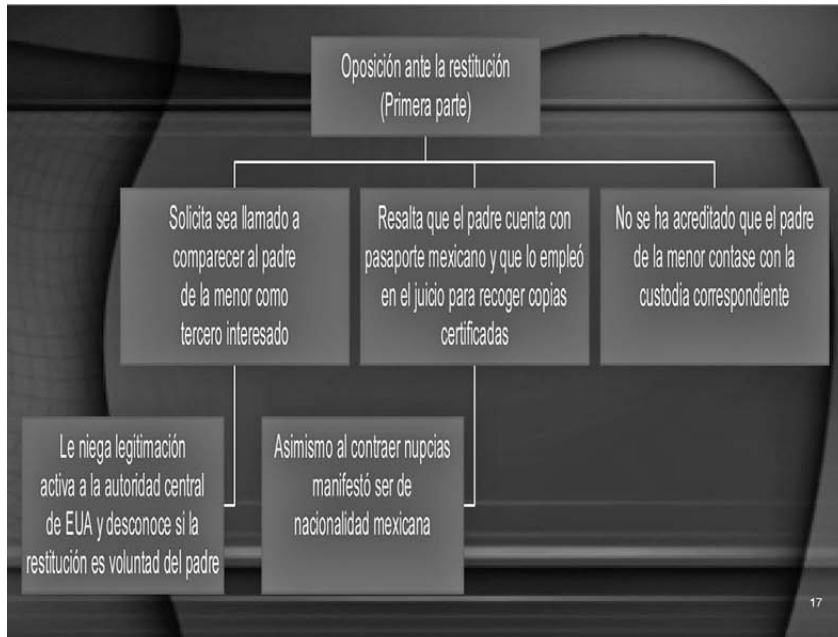 Oposición ante la restitución
(Primera parte)
Solicita sea llamado a
comparecer al padre
de la menor como
tercero interesado
Resalta que el padre cuenta con
pasaporte mexicano y que lo empleó
en el juicio para recoger copias
certificadas
No se ha acreditado que el padre
de la menor contase con la
custodia correspondiente
Le niega legitimación
activa a la autoridad central
de EUA y desconoce si la
restitución es voluntad del padre
Asimismo al contraer nupcias
manifestó ser de
nacionalidad mexicana
17